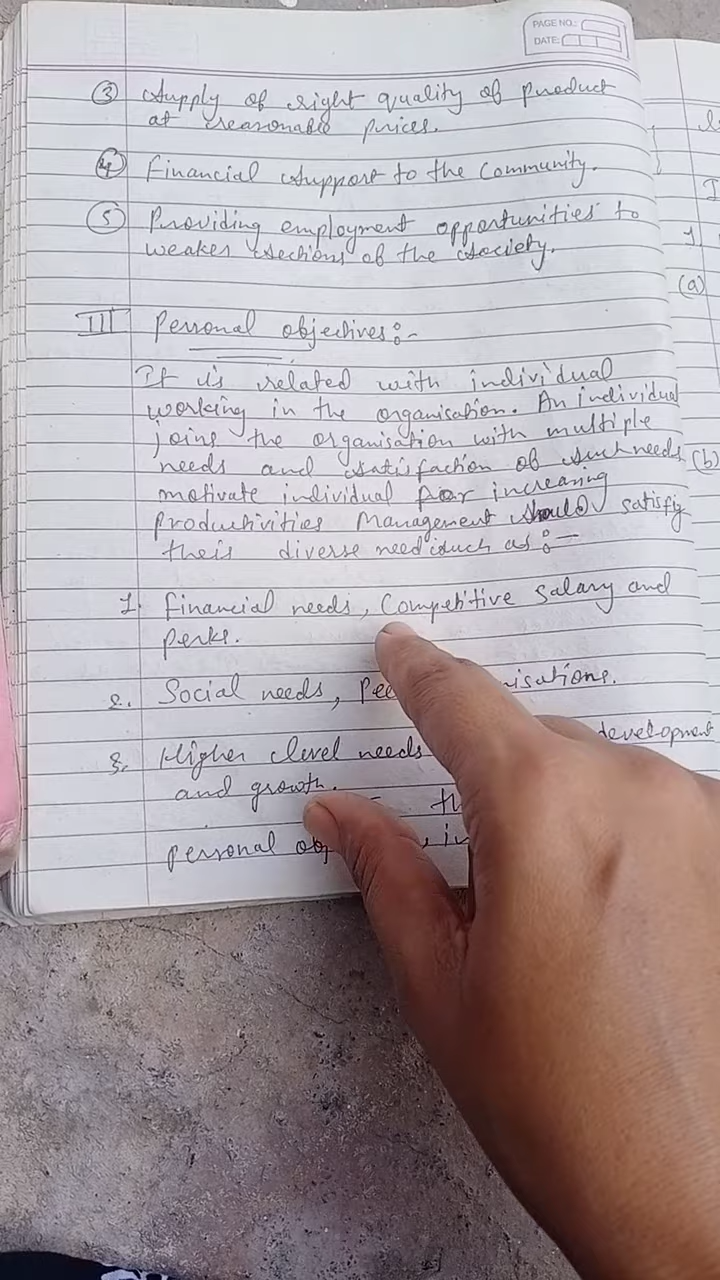 PAGE NO.:
DATE:
③ Supply of right quality of product
at reasonable prices.
④ Financial support to the Community.
⑤ Providing employment opportunities to
weaker sections of the society.
III Personal objectives:-
It is related with individual
working in the organisation. An individual
joins the organisation with multiple
needs and satisfaction of such needs
motivate individual for increasing
productivities Management should satisfy
their diverse need such as :-
1. Financial needs, Competitive Salary and
perks.
2. Social needs,
3. Higher level needs development
and growth.
personal
(a)
(b)